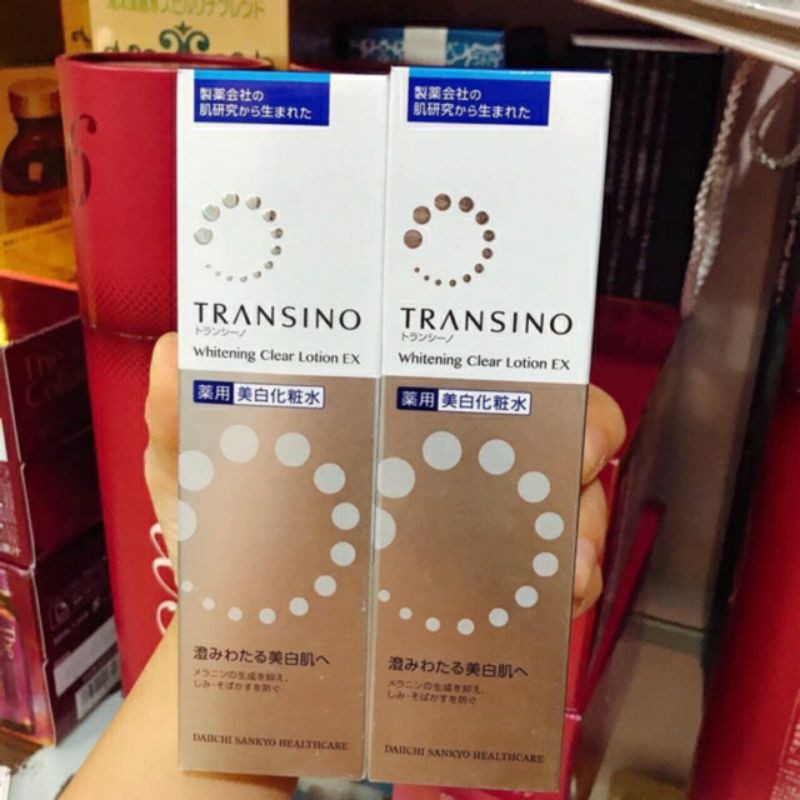 製薬会社の
肌研究から生まれた
TRANSINO
トランシーノ
Whitening Clear Lotion EX
薬用 美白化粧水
澄みわたる美白肌へ
メラニンの生成を抑え、
しみ・そばかすを防ぐ
DAIICHI SANKYO HEALTHCARE
製薬会社の
肌研究から生まれた
TRANSINO
トランシーノ
Whitening Clear Lotion EX
薬用 美白化粧水
澄みわたる美白肌へ
メラニンの生成を抑え、
しみ・そばかすを防ぐ
DAIICHI SANKYO HEALTHCARE
The
The